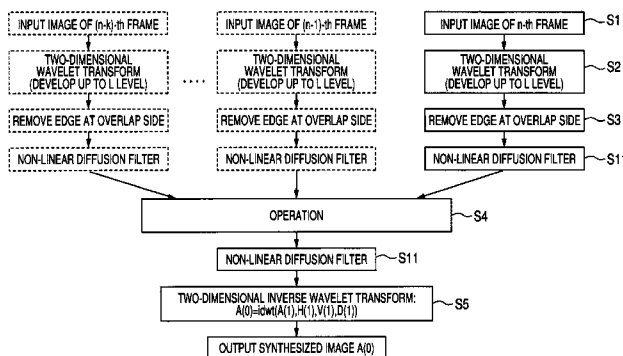 INPUT IMAGE OF (n-k)-th FRAME
INPUT IMAGE OF (n-1)-th FRAME
INPUT IMAGE OF n-th FRAME
S1
TWO-DIMENSIONAL
WAVELET TRANSFORM
(DEVELOP UP TO L LEVEL)
....
TWO-DIMENSIONAL
WAVELET TRANSFORM
(DEVELOP UP TO L LEVEL)
TWO-DIMENSIONAL
WAVELET TRANSFORM
(DEVELOP UP TO L LEVEL)
S2
REMOVE EDGE AT OVERLAP SIDE
REMOVE EDGE AT OVERLAP SIDE
REMOVE EDGE AT OVERLAP SIDE
S3
NON-LINEAR DIFFUSION FILTER
NON-LINEAR DIFFUSION FILTER
NON-LINEAR DIFFUSION FILTER
S11
OPERATION
S4
NON-LINEAR DIFFUSION FILTER
S11
TWO-DIMENSIONAL INVERSE WAVELET TRANSFORM:
A(0)=idwt(A(1),H(1),V(1),D(1))
S5
OUTPUT SYNTHESIZED IMAGE A(0)